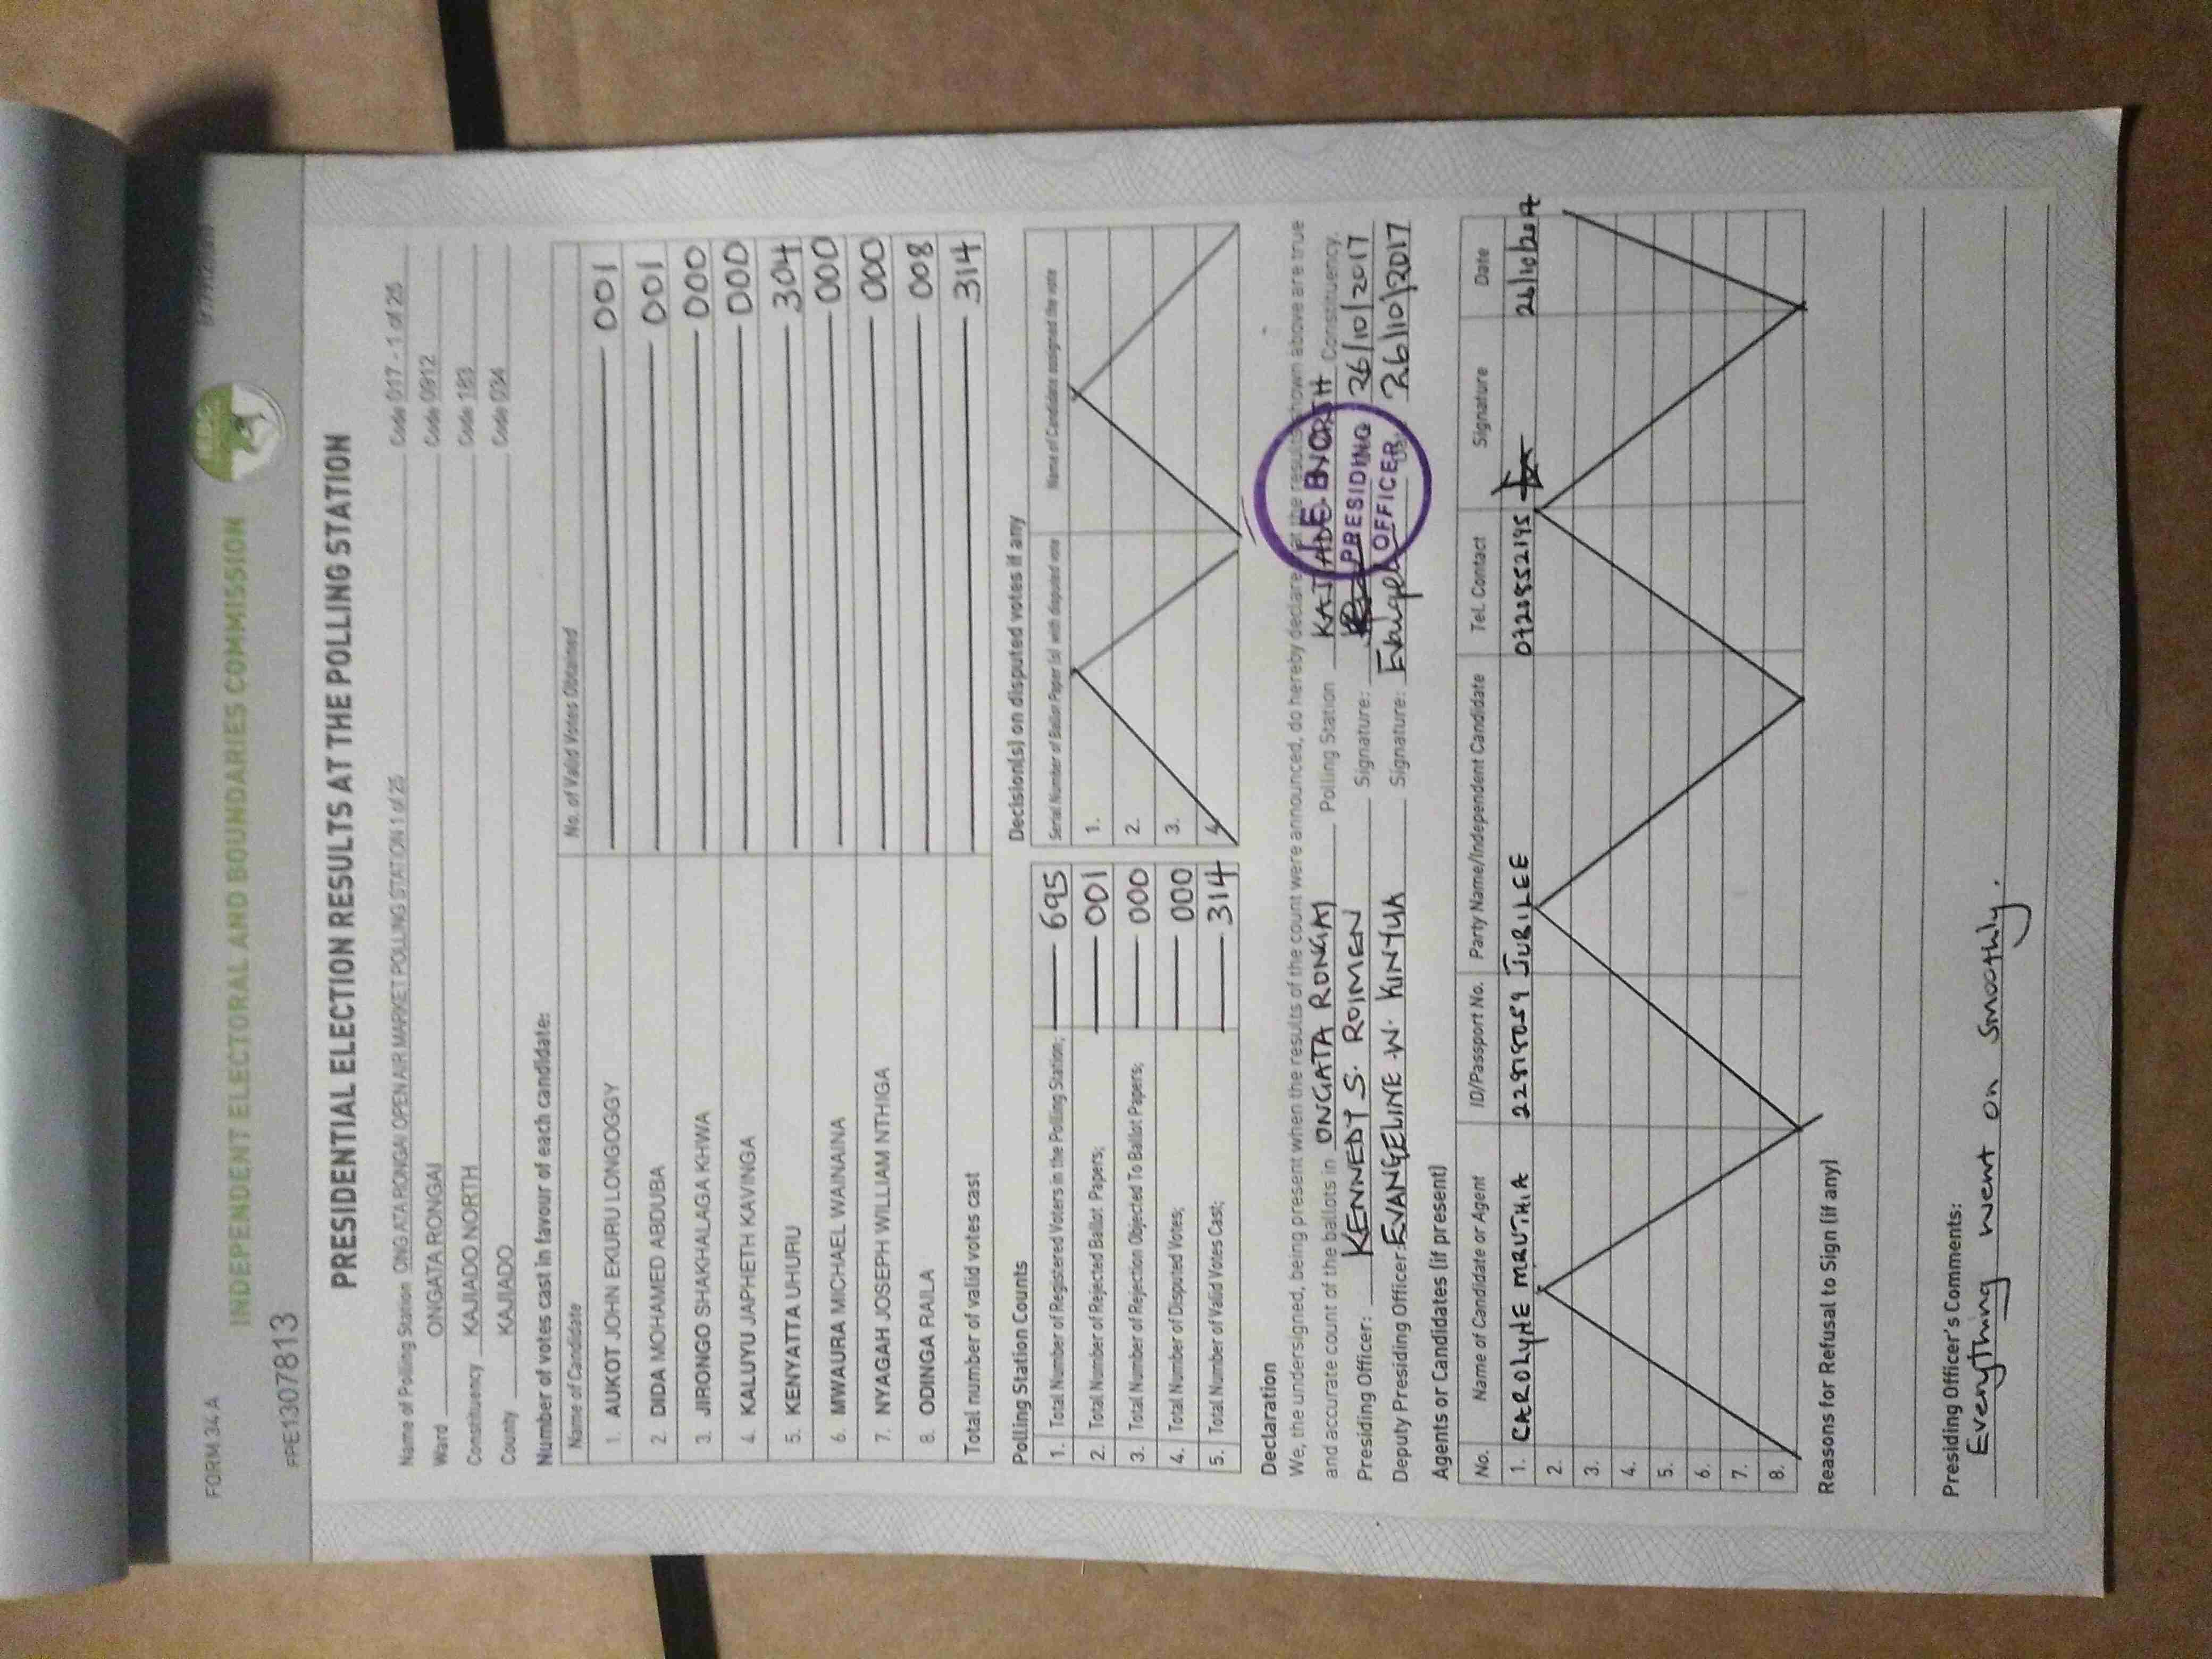 FORM 34 A
INDEPENDENT ELECTORAL AND BOUNDARIES COMMISSION
PPE1307813
PRESIDENTIAL ELECTION RESULTS AT THE POLLING STATION
Name of Polling Station ONGATA RONGAI OPEN AIR MARKET POLLING STATION 1 of 25 Code 017 - 1 of 25
Ward ONGATA RONGAI Code 0912
Constituency KAJIADO NORTH Code 183
County KAJIADO Code 034
Number of votes cast in favour of each candidate:
Name of Candidate No. of Valid Votes Obtained
1. AUKOT JOHN EKURU LONGOGGY 001
2. DIDA MOHAMED ABDUBA 001
3. JIRONGO SHAKHALAGA KHWA 000
4. KALUYU JAPHETH KAVINGA 000
5. KENYATTA UHURU 304
6. MWAURA MICHAEL WAINAINA 000
7. NYAGAH JOSEPH WILLIAM NTHIGA 000
8. ODINGA RAILA 008
Total number of valid votes cast 314
Polling Station Counts
1. Total Number of Registered Voters in the Polling Station; 695
2. Total Number of Rejected Ballot Papers; 001
3. Total Number of Rejection Objected To Ballot Papers; 000
4. Total Number of Disputed Votes; 000
5. Total Number of Valid Votes Cast; 314
Decision(s) on disputed votes if any
Serial Number of Ballot Paper (s) with disputed vote Name of Candidate assigned the vote
1.
2.
3.
4.
Declaration
We, the undersigned, being present when the results of the count were announced, do hereby declare the results shown above are true
and accurate count of the ballots in ONGATA RONGAI Polling Station KAJIADO NORTH Constituency.
Presiding Officer: KENNEDY S. ROIMEN Signature: 26/10/2017
Deputy Presiding Officer: EVANGELINE W. KINYUA Signature: 26/10/2017
PRESIDING
OFFICER
Agents or Candidates (if present)
No. Name of Candidate or Agent ID/Passport No. Party Name/Independent Candidate Tel. Contact Signature Date
1. CAROLYNE MRUTHIA 22818059 JUBILEE 0720852195 26/10/2017
2.
3.
4.
5.
6.
7.
8.
Reasons for Refusal to Sign (if any)
Presiding Officer's Comments:
Everything went on smoothly.